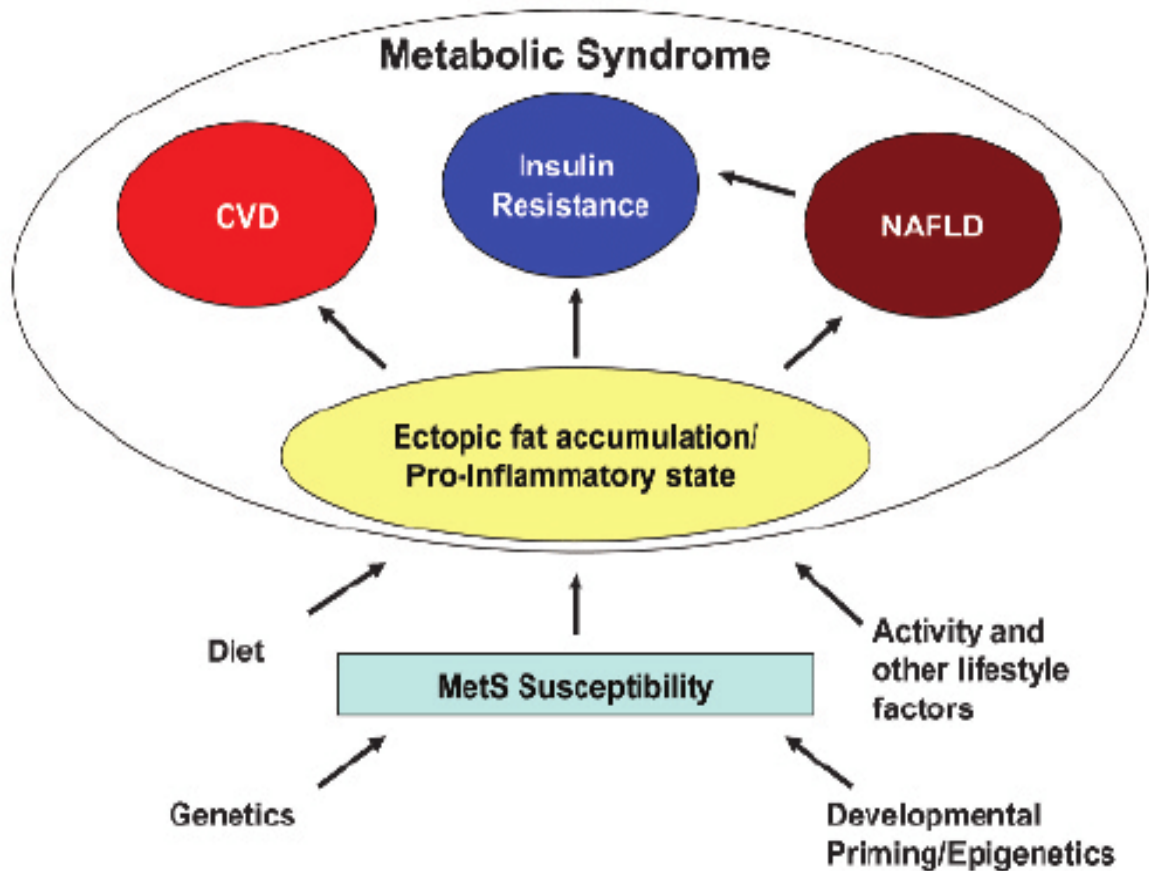 Metabolic Syndrome
CVD
Insulin
Resistance
NAFLD
Ectopic fat accumulation/
Pro-Inflammatory state
Diet
MetS Susceptibility
Activity and
other lifestyle
factors
Genetics
Developmental
Priming/Epigenetics